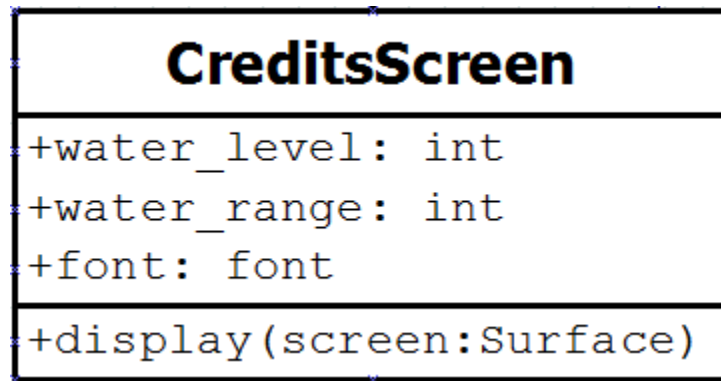 CreditsScreen
+water_level: int
+water_range: int
+font: font
+display(screen:Surface)